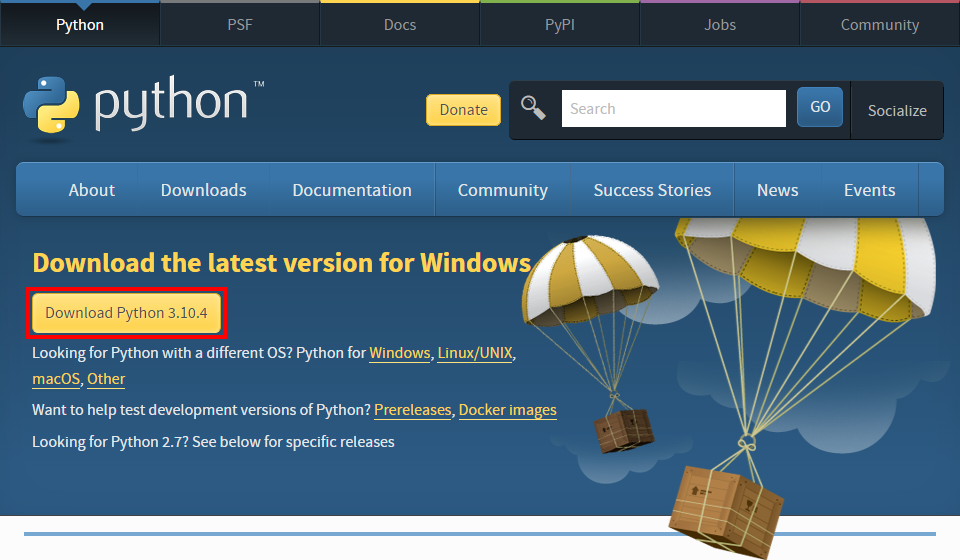 Python PSF Docs PyPI Jobs Community
python™
Donate Search GO Socialize
About Downloads Documentation Community Success Stories News Events
Download the latest version for Windows
Download Python 3.10.4
Looking for Python with a different OS? Python for Windows, Linux/UNIX,
macOS, Other
Want to help test development versions of Python? Prereleases, Docker images
Looking for Python 2.7? See below for specific releases